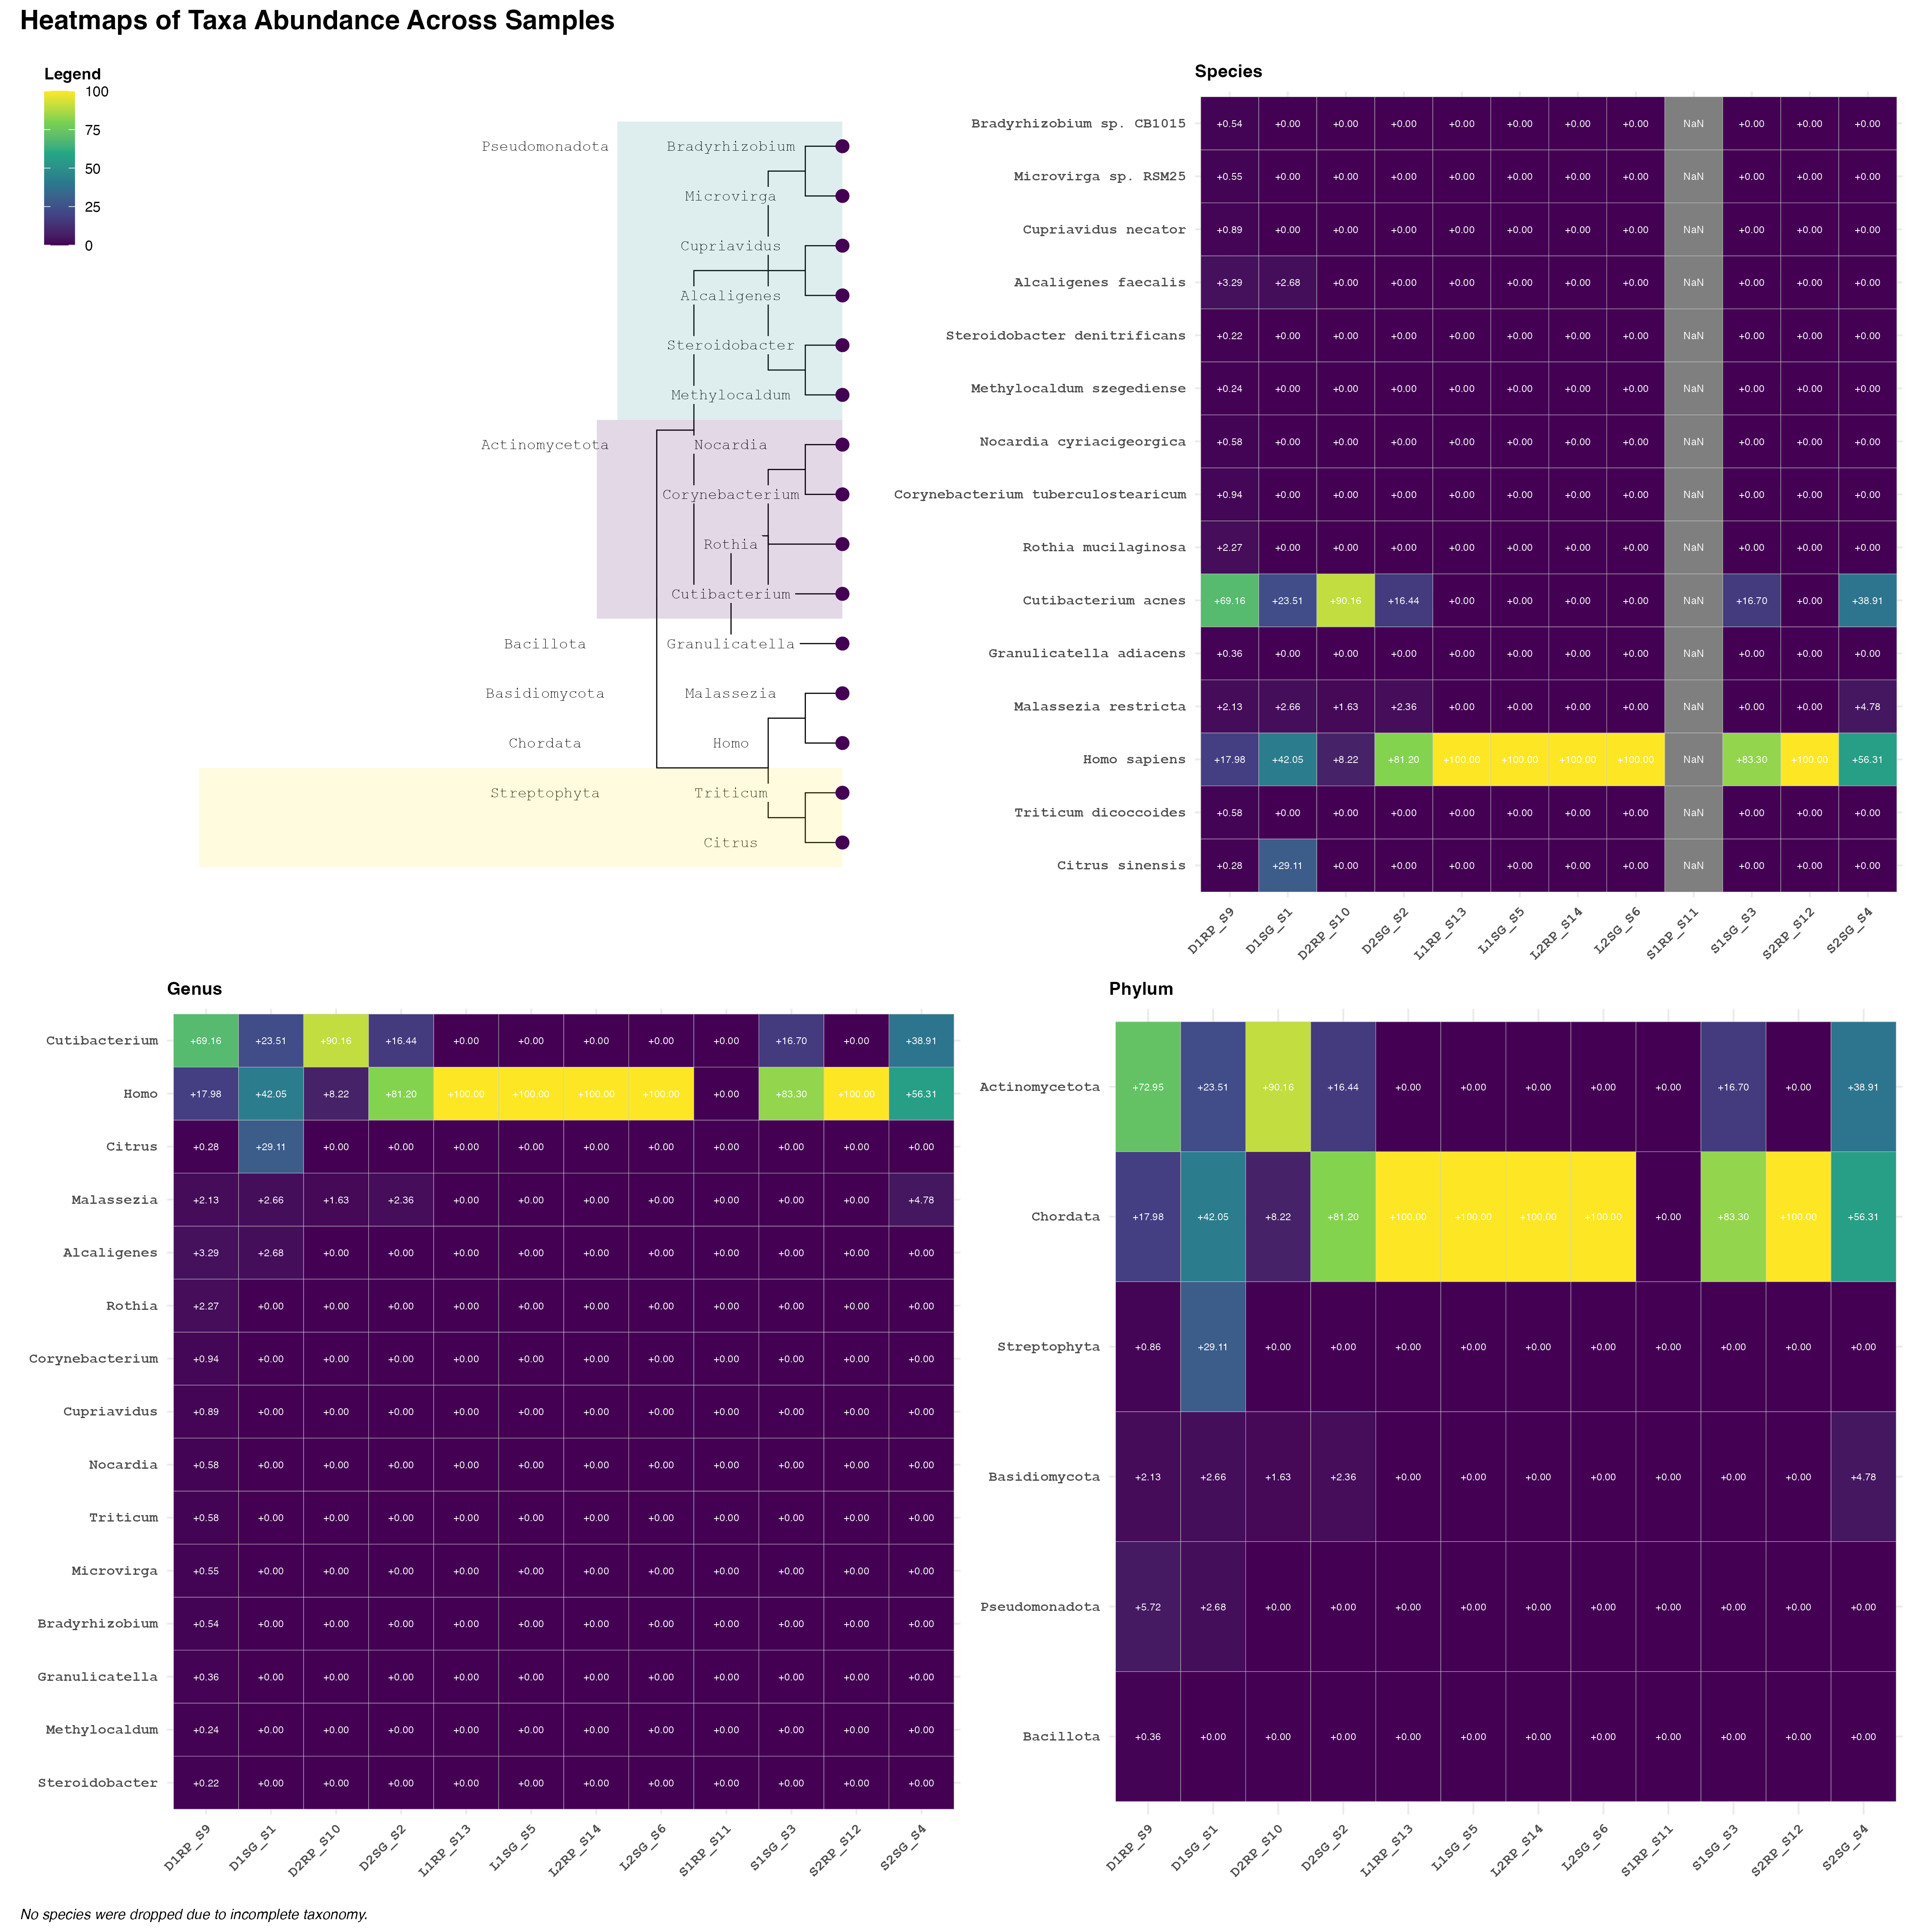 Heatmaps of Taxa Abundance Across Samples
Legend
100
75
50
25
0
Pseudomonadota Bradyrhizobium
Microvirga
Cupriavidus
Alcaligenes
Steroidobacter
Methylocaldum
Actinomycetota Nocardia
Corynebacterium
Rothia
Cutibacterium
Bacillota Granulicatella
Basidiomycota Malassezia
Chordata Homo
Streptophyta Triticum
Citrus
Species
Bradyrhizobium sp. CB1015 +0.54 +0.00 +0.00 +0.00 +0.00 +0.00 +0.00 +0.00 NaN +0.00 +0.00 +0.00
Microvirga sp. RSM25 +0.55 +0.00 +0.00 +0.00 +0.00 +0.00 +0.00 +0.00 NaN +0.00 +0.00 +0.00
Cupriavidus necator +0.89 +0.00 +0.00 +0.00 +0.00 +0.00 +0.00 +0.00 NaN +0.00 +0.00 +0.00
Alcaligenes faecalis +3.29 +2.68 +0.00 +0.00 +0.00 +0.00 +0.00 +0.00 NaN +0.00 +0.00 +0.00
Steroidobacter denitrificans +0.22 +0.00 +0.00 +0.00 +0.00 +0.00 +0.00 +0.00 NaN +0.00 +0.00 +0.00
Methylocaldum szegediense +0.24 +0.00 +0.00 +0.00 +0.00 +0.00 +0.00 +0.00 NaN +0.00 +0.00 +0.00
Nocardia cyriacigeorgica +0.58 +0.00 +0.00 +0.00 +0.00 +0.00 +0.00 +0.00 NaN +0.00 +0.00 +0.00
Corynebacterium tuberculostearicum +0.94 +0.00 +0.00 +0.00 +0.00 +0.00 +0.00 +0.00 NaN +0.00 +0.00 +0.00
Rothia mucilaginosa +2.27 +0.00 +0.00 +0.00 +0.00 +0.00 +0.00 +0.00 NaN +0.00 +0.00 +0.00
Cutibacterium acnes +69.16 +23.51 +90.16 +16.44 +0.00 +0.00 +0.00 +0.00 NaN +16.70 +0.00 +38.91
Granulicatella adiacens +0.36 +0.00 +0.00 +0.00 +0.00 +0.00 +0.00 +0.00 NaN +0.00 +0.00 +0.00
Malassezia restricta +2.13 +2.66 +1.63 +2.36 +0.00 +0.00 +0.00 +0.00 NaN +0.00 +0.00 +4.78
Homo sapiens +17.98 +42.05 +8.22 +81.20 +100.00 +100.00 +100.00 +100.00 NaN +83.30 +100.00 +56.31
Triticum dicoccoides +0.58 +0.00 +0.00 +0.00 +0.00 +0.00 +0.00 +0.00 NaN +0.00 +0.00 +0.00
Citrus sinensis +0.28 +29.11 +0.00 +0.00 +0.00 +0.00 +0.00 +0.00 NaN +0.00 +0.00 +0.00
D1RP_S9 D1SG_S1 D2RP_S10 D2SG_S2 L1RP_S13 L1SG_S5 L2RP_S14 L2SG_S6 S1RP_S11 S1SG_S3 S2RP_S12 S2SG_S4
Genus
Cutibacterium +69.16 +23.51 +90.16 +16.44 +0.00 +0.00 +0.00 +0.00 +0.00 +16.70 +0.00 +38.91
Homo +17.98 +42.05 +8.22 +81.20 +100.00 +100.00 +100.00 +100.00 +0.00 +83.30 +100.00 +56.31
Citrus +0.28 +29.11 +0.00 +0.00 +0.00 +0.00 +0.00 +0.00 +0.00 +0.00 +0.00 +0.00
Malassezia +2.13 +2.66 +1.63 +2.36 +0.00 +0.00 +0.00 +0.00 +0.00 +0.00 +0.00 +4.78
Alcaligenes +3.29 +2.68 +0.00 +0.00 +0.00 +0.00 +0.00 +0.00 +0.00 +0.00 +0.00 +0.00
Rothia +2.27 +0.00 +0.00 +0.00 +0.00 +0.00 +0.00 +0.00 +0.00 +0.00 +0.00 +0.00
Corynebacterium +0.94 +0.00 +0.00 +0.00 +0.00 +0.00 +0.00 +0.00 +0.00 +0.00 +0.00 +0.00
Cupriavidus +0.89 +0.00 +0.00 +0.00 +0.00 +0.00 +0.00 +0.00 +0.00 +0.00 +0.00 +0.00
Nocardia +0.58 +0.00 +0.00 +0.00 +0.00 +0.00 +0.00 +0.00 +0.00 +0.00 +0.00 +0.00
Triticum +0.58 +0.00 +0.00 +0.00 +0.00 +0.00 +0.00 +0.00 +0.00 +0.00 +0.00 +0.00
Microvirga +0.55 +0.00 +0.00 +0.00 +0.00 +0.00 +0.00 +0.00 +0.00 +0.00 +0.00 +0.00
Bradyrhizobium +0.54 +0.00 +0.00 +0.00 +0.00 +0.00 +0.00 +0.00 +0.00 +0.00 +0.00 +0.00
Granulicatella +0.36 +0.00 +0.00 +0.00 +0.00 +0.00 +0.00 +0.00 +0.00 +0.00 +0.00 +0.00
Methylocaldum +0.24 +0.00 +0.00 +0.00 +0.00 +0.00 +0.00 +0.00 +0.00 +0.00 +0.00 +0.00
Steroidobacter +0.22 +0.00 +0.00 +0.00 +0.00 +0.00 +0.00 +0.00 +0.00 +0.00 +0.00 +0.00
D1RP_S9 D1SG_S1 D2RP_S10 D2SG_S2 L1RP_S13 L1SG_S5 L2RP_S14 L2SG_S6 S1RP_S11 S1SG_S3 S2RP_S12 S2SG_S4
Phylum
Actinomycetota +72.95 +23.51 +90.16 +16.44 +0.00 +0.00 +0.00 +0.00 +0.00 +16.70 +0.00 +38.91
Chordata +17.98 +42.05 +8.22 +81.20 +100.00 +100.00 +100.00 +100.00 +0.00 +83.30 +100.00 +56.31
Streptophyta +0.86 +29.11 +0.00 +0.00 +0.00 +0.00 +0.00 +0.00 +0.00 +0.00 +0.00 +0.00
Basidiomycota +2.13 +2.66 +1.63 +2.36 +0.00 +0.00 +0.00 +0.00 +0.00 +0.00 +0.00 +4.78
Pseudomonadota +5.72 +2.68 +0.00 +0.00 +0.00 +0.00 +0.00 +0.00 +0.00 +0.00 +0.00 +0.00
Bacillota +0.36 +0.00 +0.00 +0.00 +0.00 +0.00 +0.00 +0.00 +0.00 +0.00 +0.00 +0.00
D1RP_S9 D1SG_S1 D2RP_S10 D2SG_S2 L1RP_S13 L1SG_S5 L2RP_S14 L2SG_S6 S1RP_S11 S1SG_S3 S2RP_S12 S2SG_S4
No species were dropped due to incomplete taxonomy.